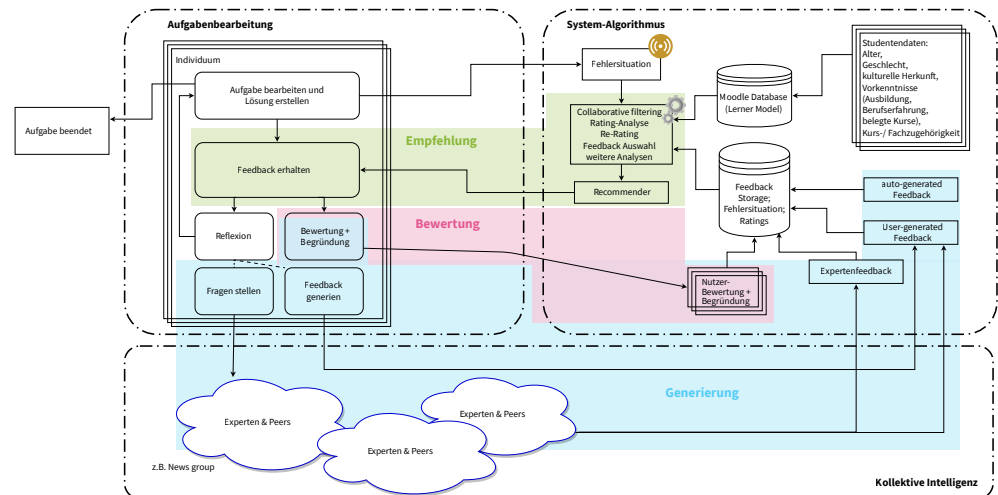 Aufgabenbearbeitung
System-Algorithmus
Individuum
Aufgabe bearbeiten und
Lösung erstellen
Aufgabe beendet
Empfehlung
Feedback erhalten
Bewertung
Reflexion
Bewertung +
Begründung
Fragen stellen
Feedback
generien
Fehlersituation
Collaborative filtering
Rating-Analyse
Re-Rating
Feedback Auswahl
weitere Analysen
Recommender
Moodle Database
(Lerner Model)
Studentendaten:
Alter,
Geschlecht,
kulturelle Herkunft,
Vorkenntnisse
(Ausbildung,
Berufserfahrung,
belegte Kurse),
Kurs-/ Fachzugehörigkeit
Feedback
Storage;
Fehlersituation;
Ratings
auto-generated
Feedback
User-generated
Feedback
Expertenfeedback
Nutzer-
Bewertung +
Begründung
Generierung
Experten & Peers
Experten & Peers
Experten & Peers
z.B. News group
Kollektive Intelligenz